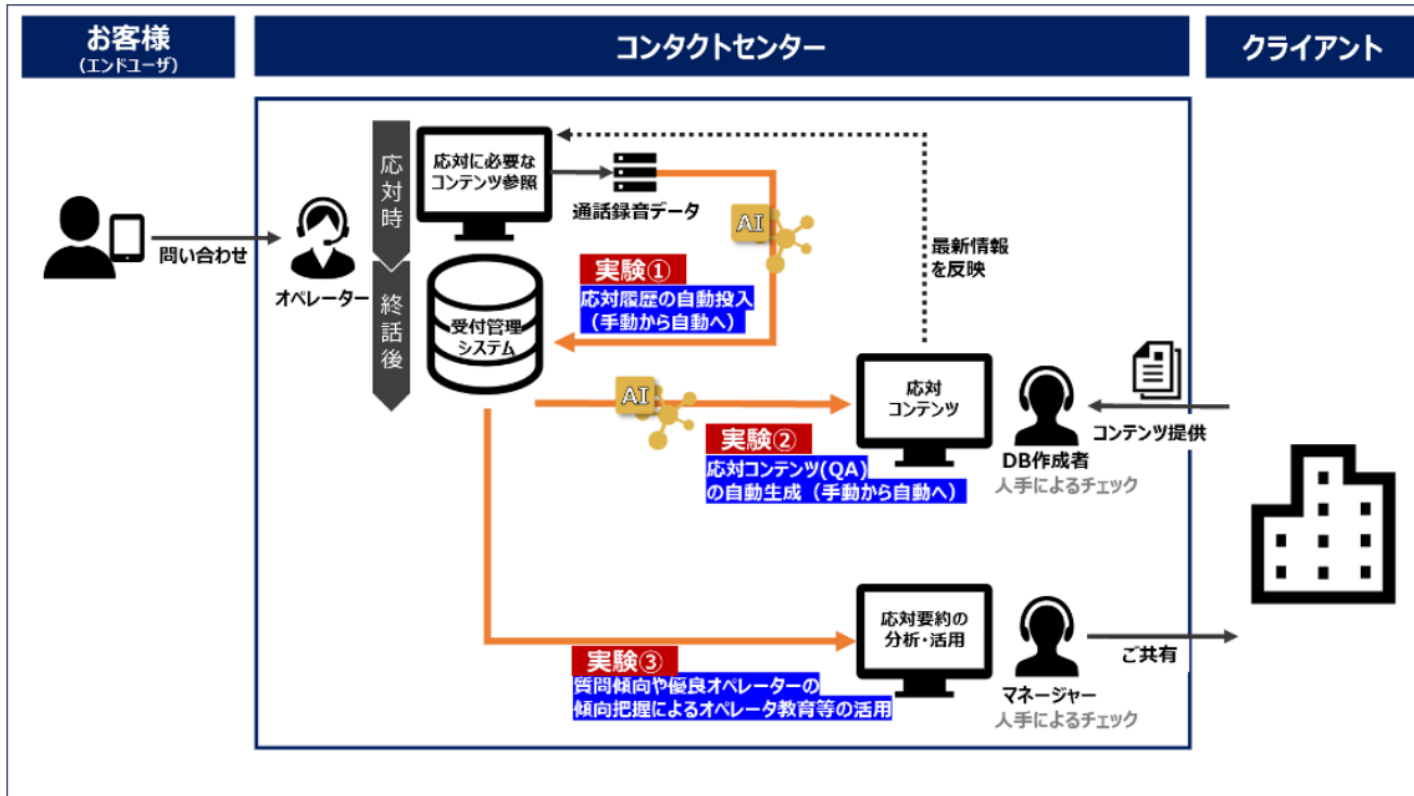 お客様
(エンドユーザ)
コンタクトセンター
クライアント
問い合わせ
オペレーター
応対時
終話後
応対に必要な
コンテンツ参照
通話録音データ
AI
実験①
応対履歴の自動投入
（手動から自動へ）
受付管理
システム
最新情報
を反映
AI
実験②
応対コンテンツ(QA)
の自動生成（手動から自動へ）
応対
コンテンツ
DB作成者
人手によるチェック
コンテンツ提供
実験③
質問傾向や優良オペレーターの
傾向把握によるオペレータ教育等の活用
応対要約の
分析・活用
マネージャー
人手によるチェック
ご共有